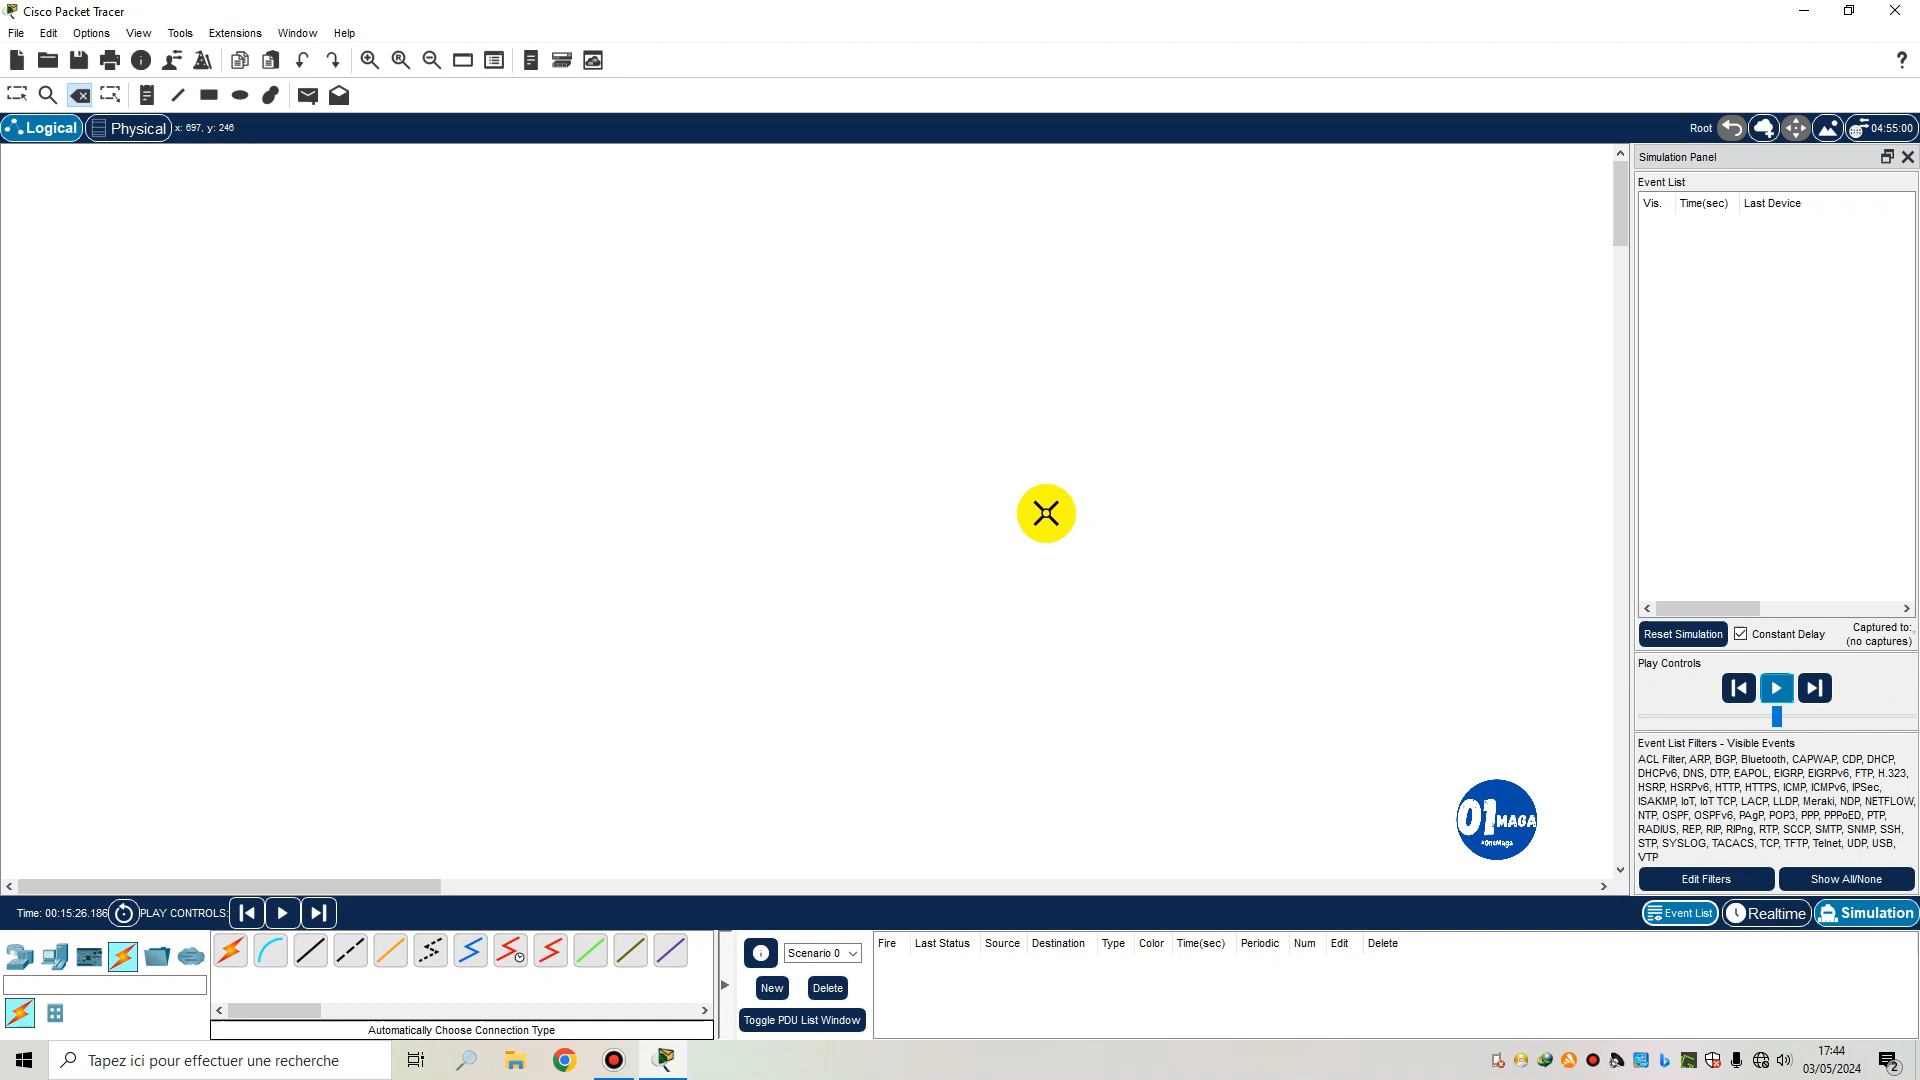 Cisco Packet Tracer
File Edit Options View Tools Extensions Window Help
?
Logical Physical x: 697, y: 246 Root 04:55:00
Simulation Panel
Event List
Vis. Time(sec) Last Device
Reset Simulation Constant Delay Captured to:
(no captures)
Play Controls
01 MAGA
Event List Filters - Visible Events
ACL Filter, ARP, BGP, Bluetooth, CAPWAP, CDP, DHCP,
DHCPv6, DNS, DTP, EAPOL, EIGRP, EIGRPv6, FTP, H.323,
HSRP, HSRPv6, HTTP, HTTPS, ICMP, ICMPv6, IPSec,
ISAKMP, IoT, IoT TCP, LACP, LLDP, Meraki, NDP, NETFLOW,
NTP, OSPF, OSPFv6, PAgP, POP3, PPP, PPPoED, PTP,
RADIUS, REP, RIP, RIPng, RTP, SCCP, SMTP, SNMP, SSH,
STP, SYSLOG, TACACS, TCP, TFTP, Telnet, UDP, USB,
VTP
Edit Filters Show All/None
Time: 00:15:26.186 PLAY CONTROLS: Event List Realtime Simulation
Scenario 0
New Delete
Toggle PDU List Window
Fire Last Status Source Destination Type Color Time(sec) Periodic Num Edit Delete
Automatically Choose Connection Type
Tapez ici pour effectuer une recherche
17:44
03/05/2024
2